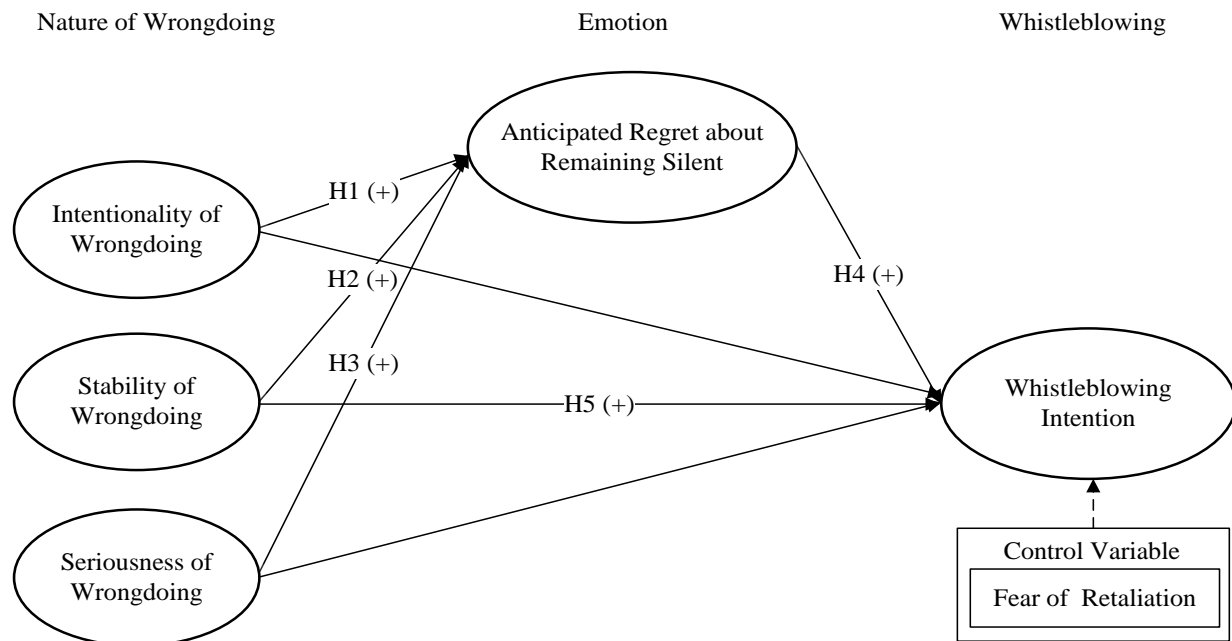 Nature of Wrongdoing
Emotion
Whistleblowing
Anticipated Regret about
Remaining Silent
H1 (+)
Intentionality of
Wrongdoing
H2 (+)
H4 (+)
H3 (+)
Stability of
Wrongdoing
H5 (+)
Whistleblowing
Intention
Seriousness of
Wrongdoing
Control Variable
Fear of Retaliation